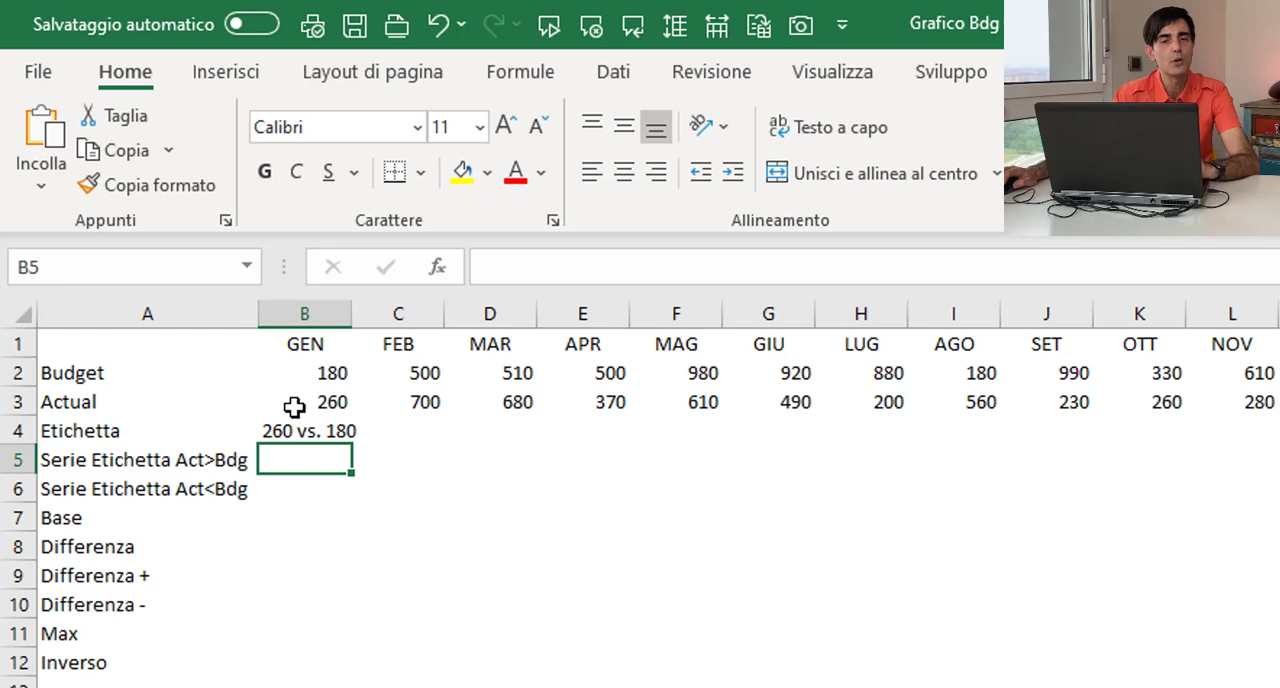 Salvataggio automatico
Grafico Bdg
File Home Inserisci Layout di pagina Formule Dati Revisione Visualizza Sviluppo
Incolla
Taglia
Copia
Copia formato
Appunti
Calibri 11 A A
G C S A
Carattere
ab Testo a capo
Unisci e allinea al centro
Allineamento
B5 fx
A B C D E F G H I J K L
1 GEN FEB MAR APR MAG GIU LUG AGO SET OTT NOV
2 Budget 180 500 510 500 980 920 880 180 990 330 610
3 Actual 260 700 680 370 610 490 200 560 230 260 280
4 Etichetta 260 vs. 180
5 Serie Etichetta Act>Bdg
6 Serie Etichetta Act<Bdg
7 Base
8 Differenza
9 Differenza +
10 Differenza -
11 Max
12 Inverso